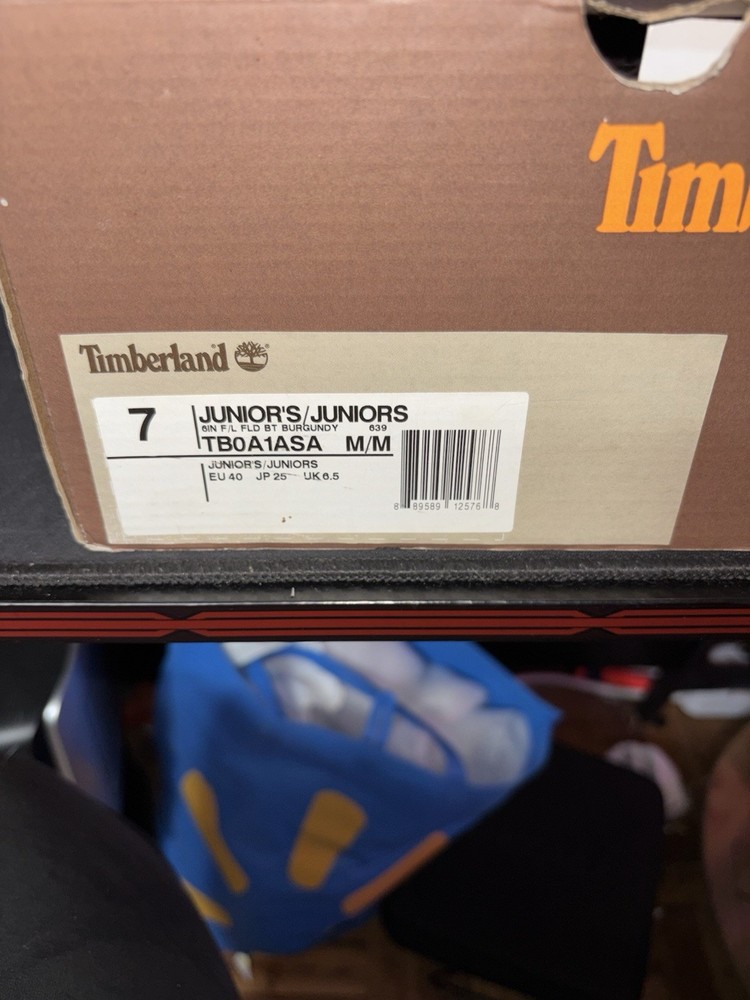 Tim
Timberland
7
JUNIOR'S/JUNIORS
6IN F/L FLD BT BURGUNDY 639
TB0A1ASA M/M
JUNIOR'S/JUNIORS
EU 40 JP 25 UK 6.5
8 89589 12576 8